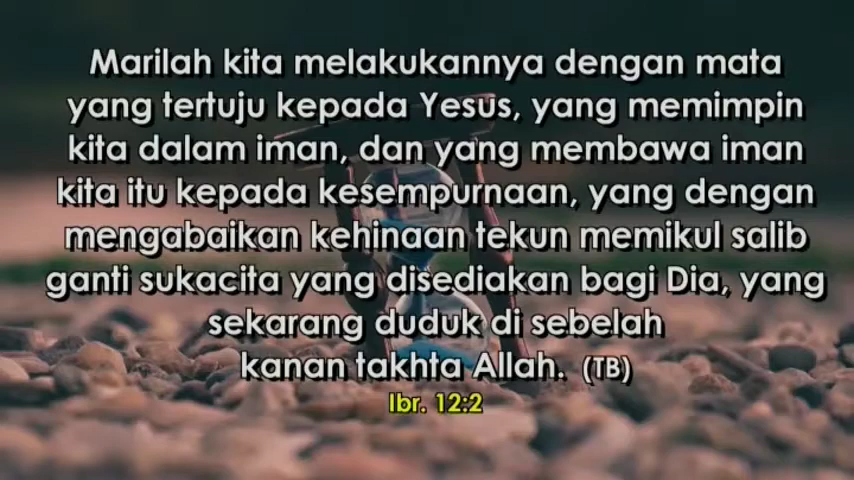 Marilah kita melakukannya dengan mata
yang tertuju kepada Yesus, yang memimpin
kita dalam iman, dan yang membawa iman
kita itu kepada kesempurnaan, yang dengan
mengabaikan kehinaan tekun memikul salib
ganti sukacita yang disediakan bagi Dia, yang
sekarang duduk di sebelah
kanan takhta Allah. (TB)
Ibr. 12:2